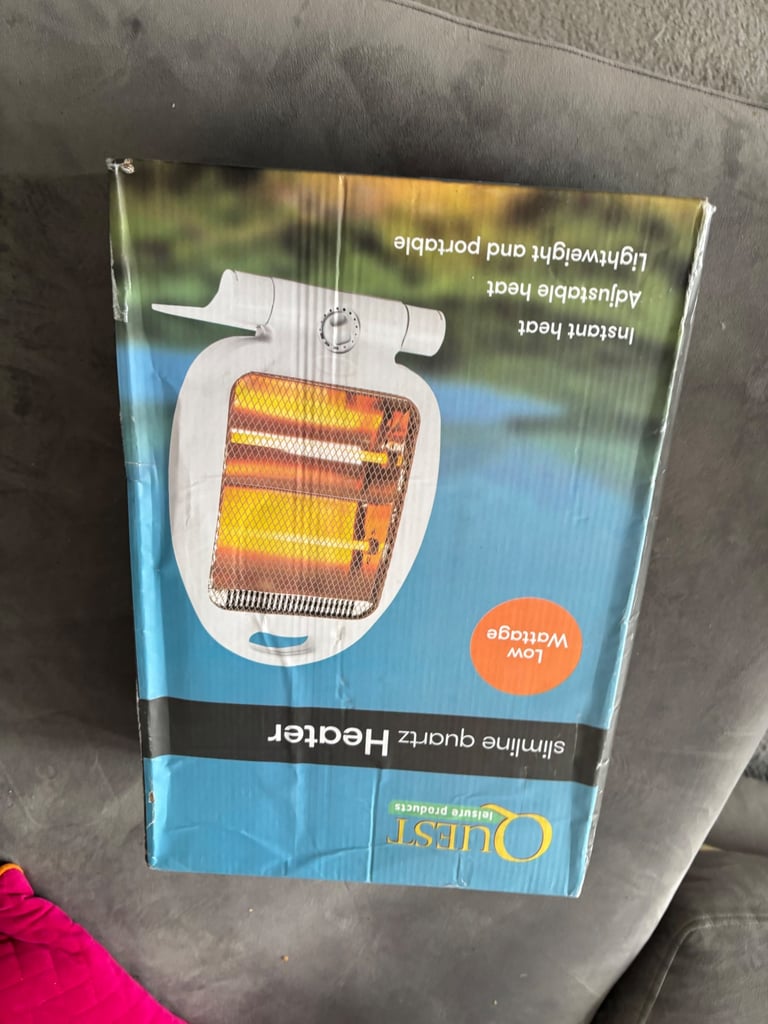 QUEST
leisure products
slimline quartz Heater
Low
Wattage
Instant heat
Adjustable heat
Lightweight and portable